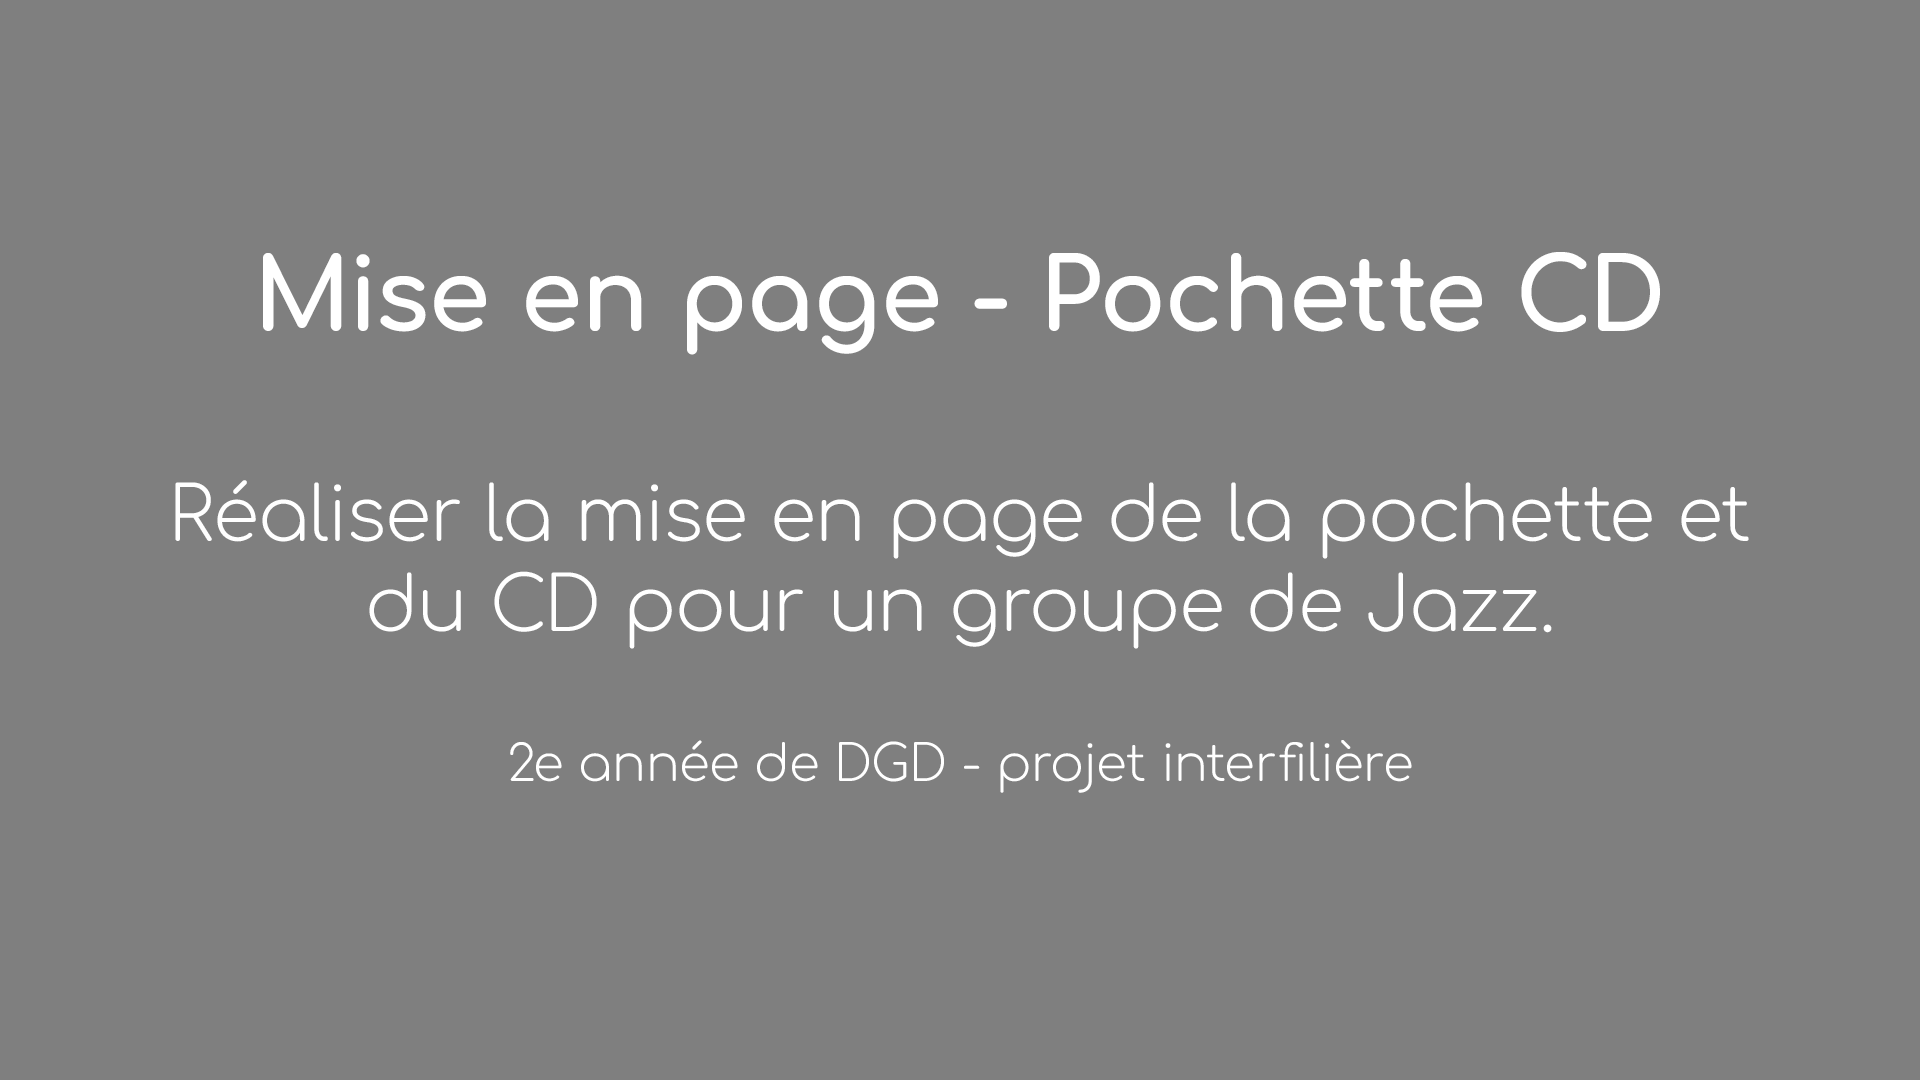 Mise en page - Pochette CD
Réaliser la mise en page de la pochette et
du CD pour un groupe de Jazz.
2e année de DGD - projet interfilière